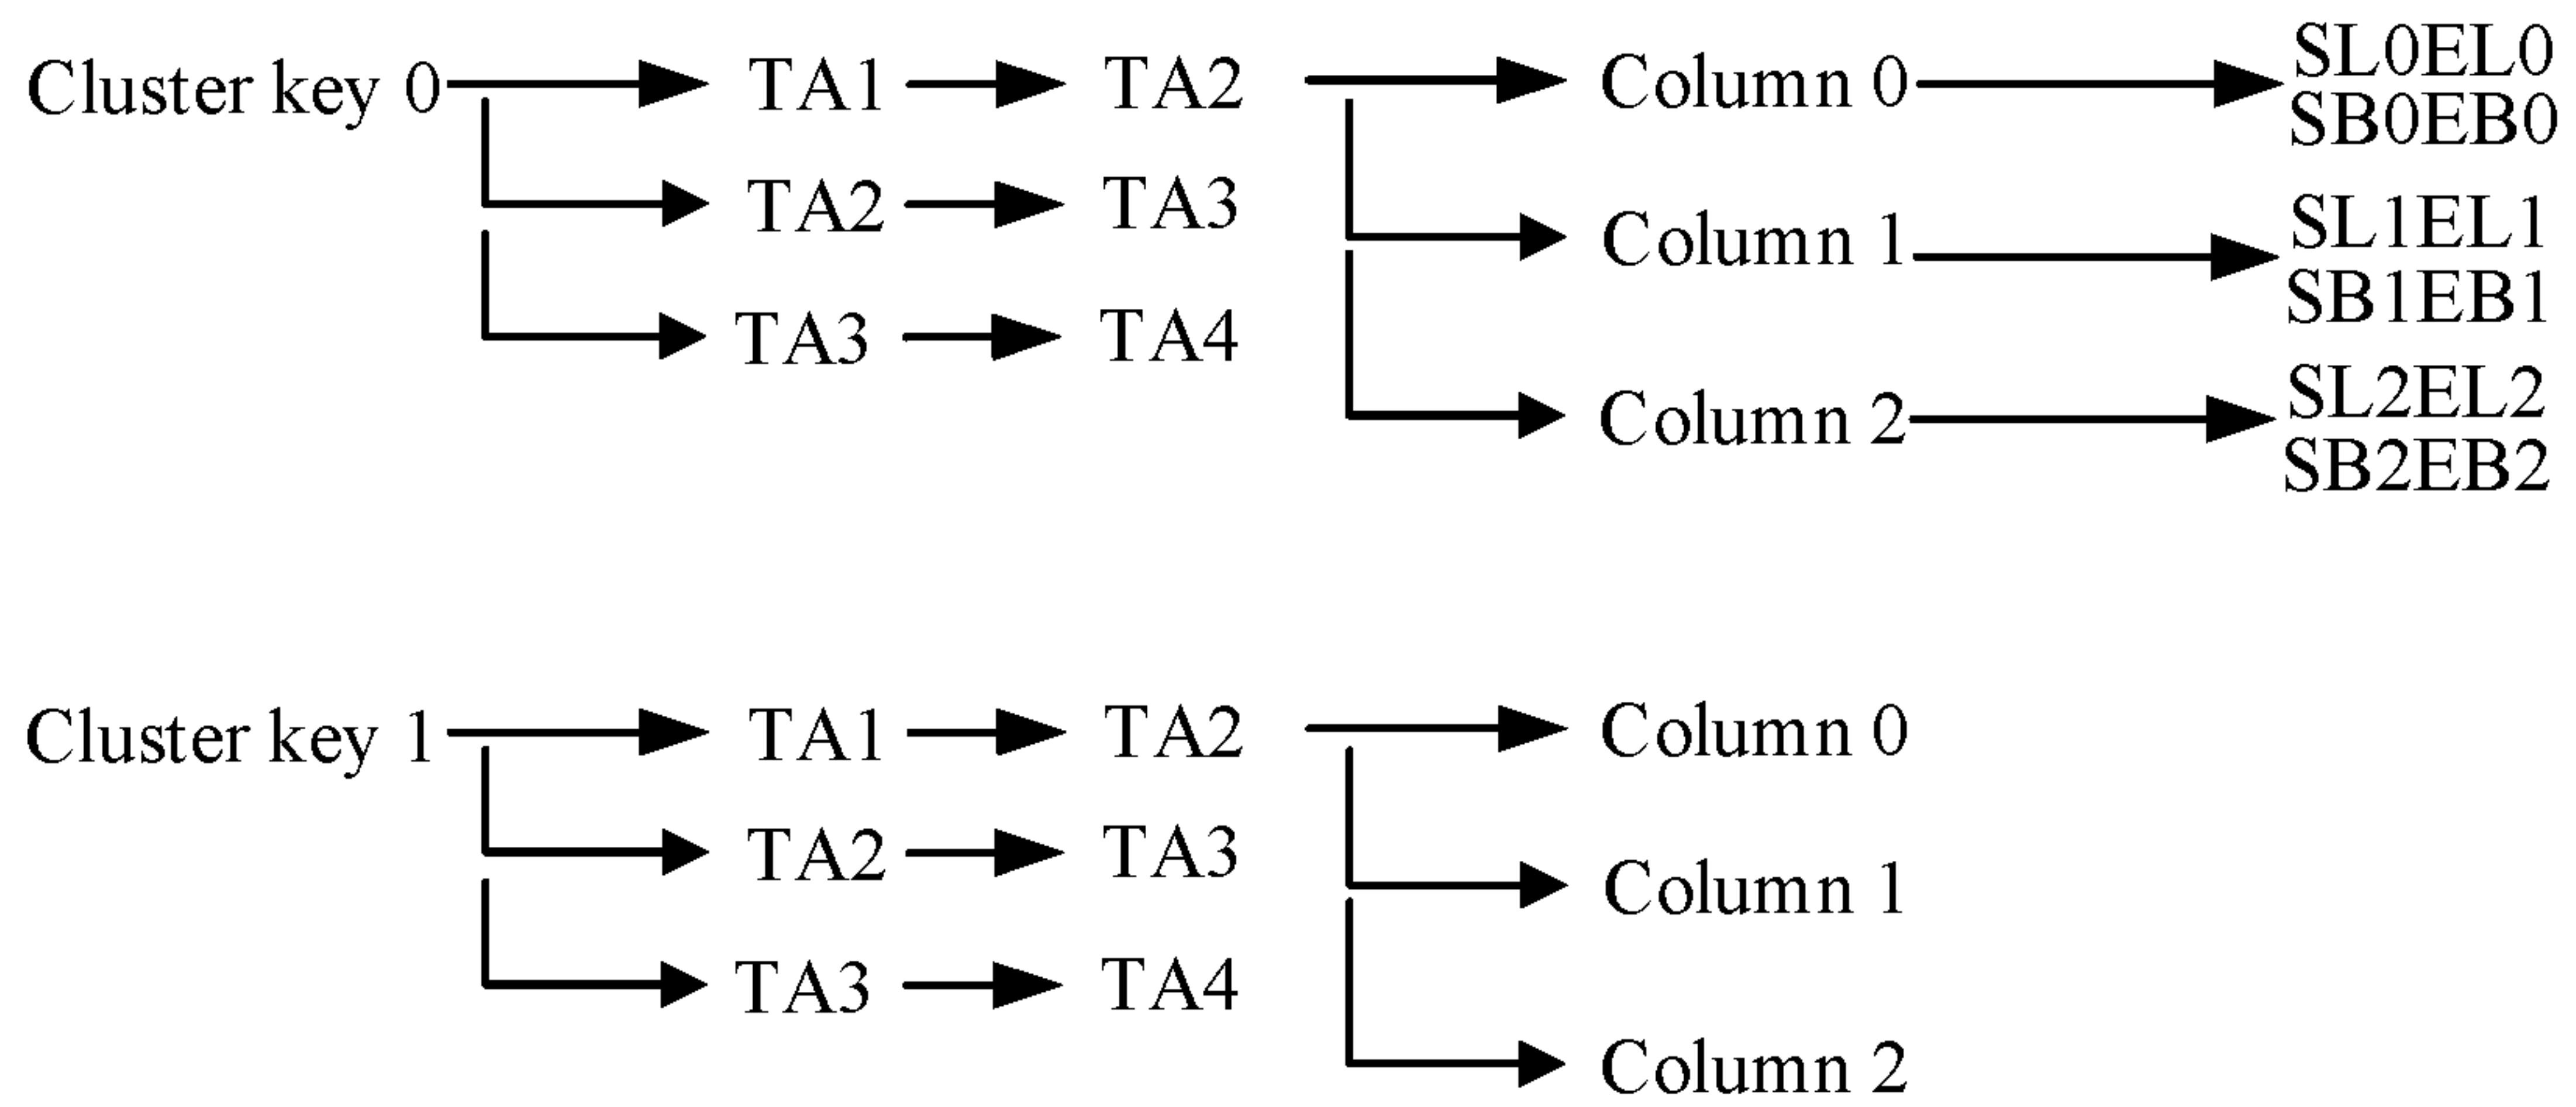 Cluster key 0 TA1 TA2 Column 0 SL0EL0
SB0EB0
TA2 TA3 Column 1 SL1EL1
SB1EB1
TA3 TA4 Column 2 SL2EL2
SB2EB2
Cluster key 1 TA1 TA2 Column 0
TA2 TA3 Column 1
TA3 TA4 Column 2